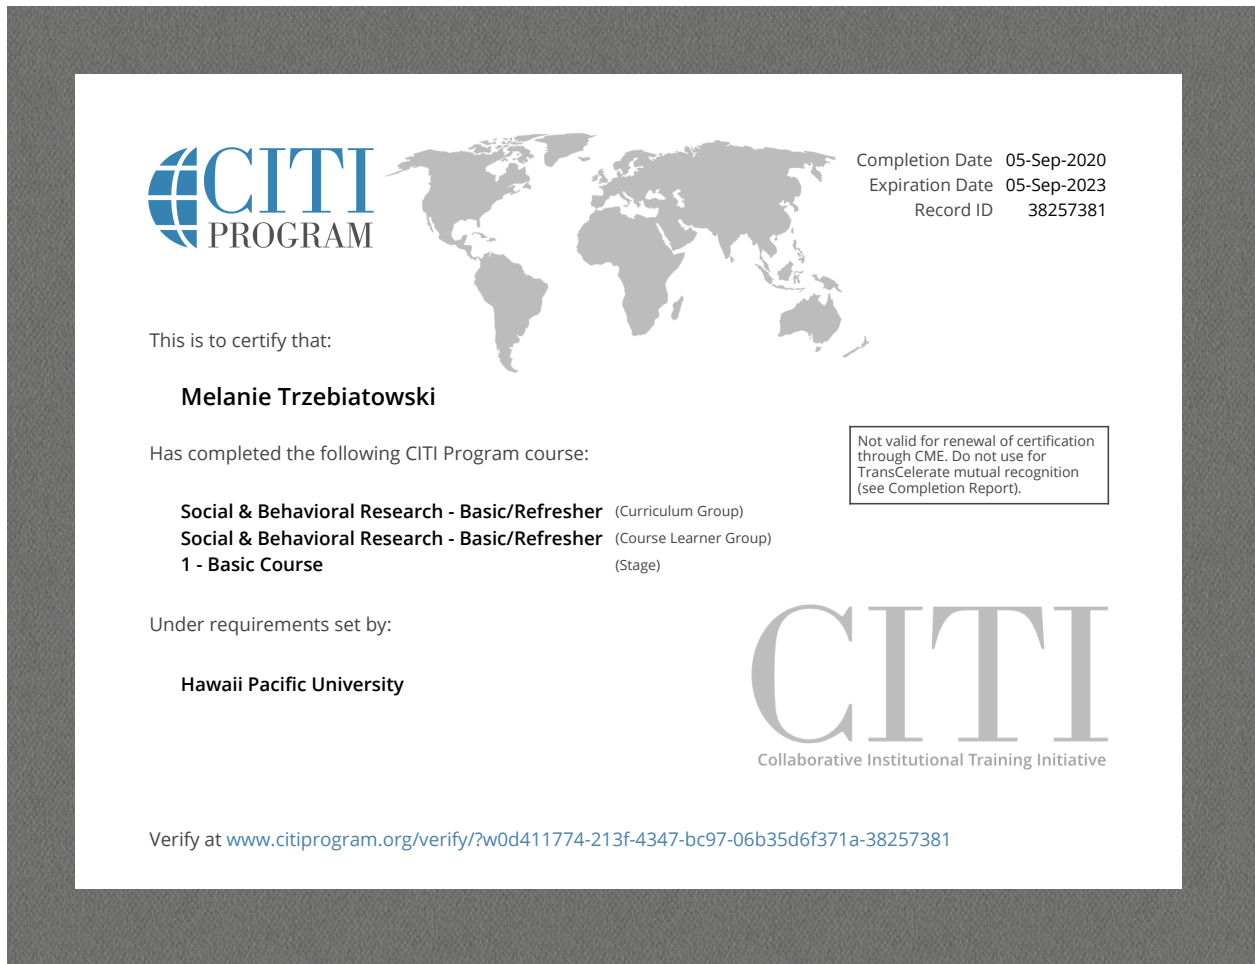 CITI
PROGRAM
Completion Date 05-Sep-2020
Expiration Date 05-Sep-2023
Record ID 38257381
This is to certify that:
Melanie Trzebiatowski
Has completed the following CITI Program course:
Not valid for renewal of certification
through CME. Do not use for
TransCelerate mutual recognition
(see Completion Report).
Social & Behavioral Research - Basic/Refresher (Curriculum Group)
Social & Behavioral Research - Basic/Refresher (Course Learner Group)
1 - Basic Course (Stage)
Under requirements set by:
Hawaii Pacific University
CITI
Collaborative Institutional Training Initiative
Verify at www.citiprogram.org/verify/?w0d411774-213f-4347-bc97-06b35d6f371a-38257381